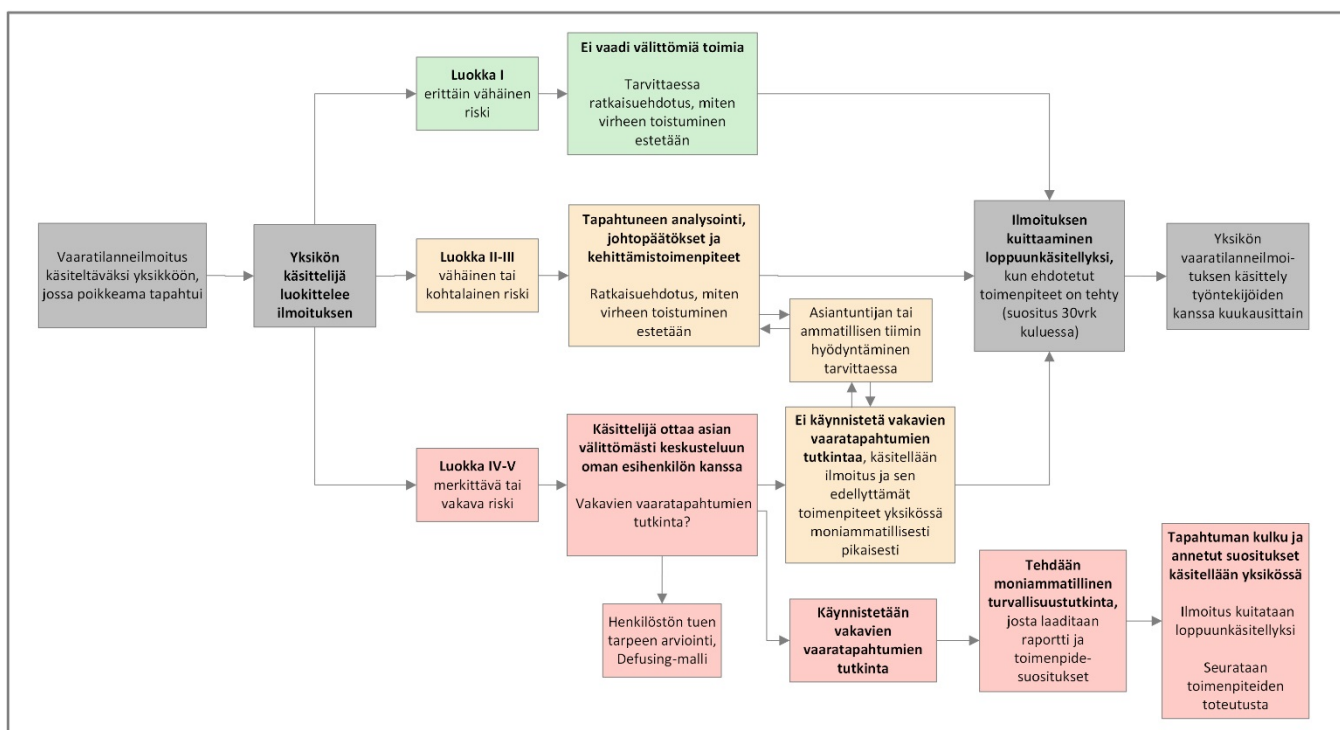 Vaaratilanneilmoitus
käsiteltäväksi yksikköön,
jossa poikkeama tapahtui
Yksikön
käsittelijä
luokittelee
ilmoituksen
Luokka I
erittäin vähäinen
riski
Ei vaadi välittömiä toimia
Tarvittaessa
ratkaisuehdotus, miten
virheen toistuminen
estetään
Luokka II-III
vähäinen tai
kohtalainen riski
Tapahtuneen analysointi,
johtopäätökset ja
kehittämistoimenpiteet
Ratkaisuehdotus, miten
virheen toistuminen
estetään
Asiantuntijan tai
ammatillisen tiimin
hyödyntäminen
tarvittaessa
Ilmoituksen
kuittaaminen
loppuunkäsitellyksi,
kun ehdotetut
toimenpiteet on tehty
(suositus 30vrk
kuluessa)
Yksikön
vaaratilanneilmoi-
tuksen käsittely
työntekijöiden
kanssa kuukausittain
Luokka IV-V
merkittävä tai
vakava riski
Käsittelijä ottaa asian
välittömästi keskusteluun
oman esihenkilön kanssa
Vakavien vaaratapahtumien
tutkinta?
Ei käynnistetä vakavien
vaaratapahtumien
tutkintaa, käsitellään
ilmoitus ja sen
edellyttämät
toimenpiteet yksikössä
moniammatillisesti
pikaisesti
Henkilöstön tuen
tarpeen arviointi,
Defusing-malli
Käynnistetään
vakavien
vaaratapahtumien
tutkinta
Tehdään
moniammatillinen
turvallisuustutkinta,
josta laaditaan
raportti ja
toimenpide-
suositukset
Tapahtuman kulku ja
annetut suositukset
käsitellään yksikössä
Ilmoitus kuitataan
loppuunkäsitellyksi
Seurataan
toimenpiteiden
toteutusta